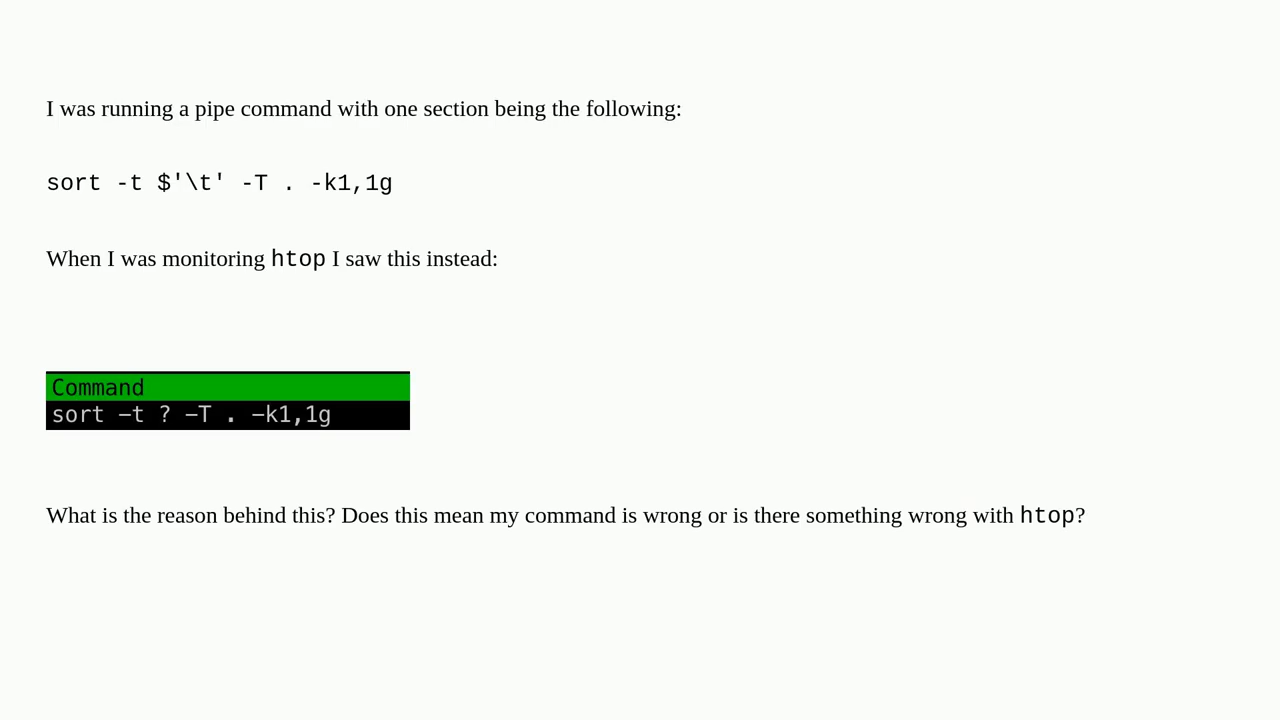 I was running a pipe command with one section being the following:
sort -t $'\t' -T . -k1,1g
When I was monitoring htop I saw this instead:
Command
sort –t ? –T . –k1,1g
What is the reason behind this? Does this mean my command is wrong or is there something wrong with htop?